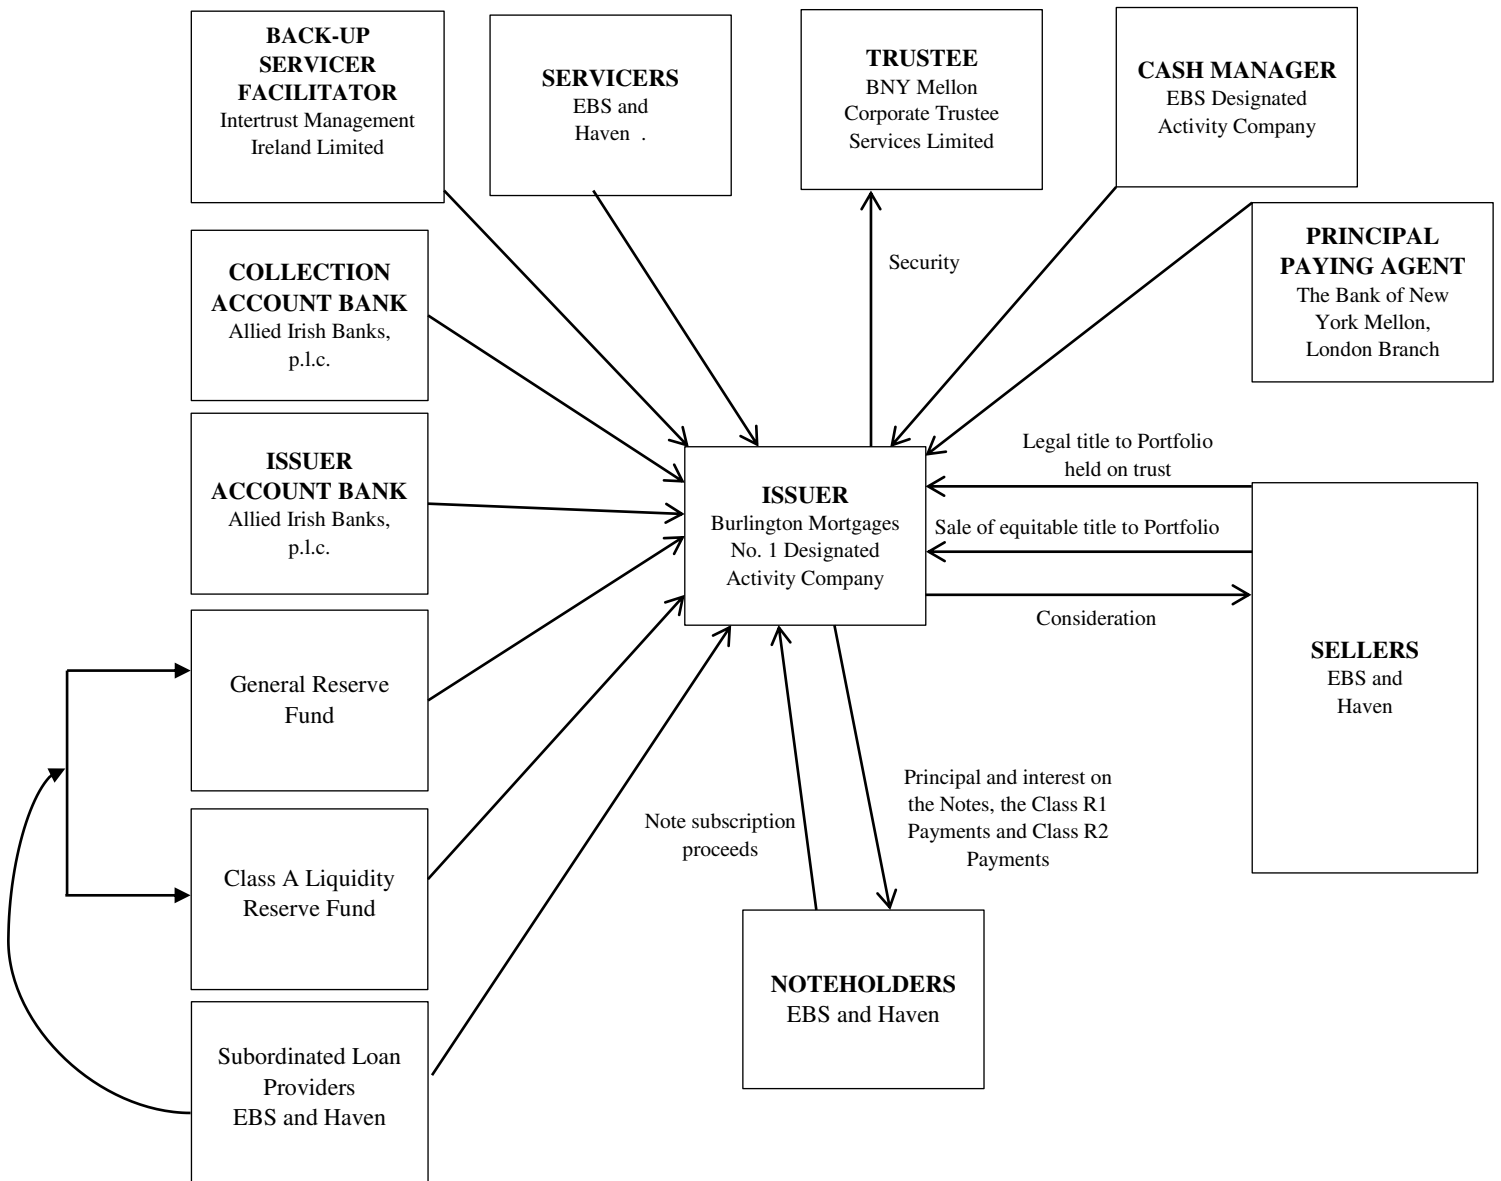 BACK-UP
SERVICER
FACILITATOR
Intertrust Management
Ireland Limited
SERVICERS
EBS and
Haven .
TRUSTEE
BNY Mellon
Corporate Trustee
Services Limited
CASH MANAGER
EBS Designated
Activity Company
PRINCIPAL
PAYING AGENT
The Bank of New
York Mellon,
London Branch
Security
COLLECTION
ACCOUNT BANK
Allied Irish Banks,
p.l.c.
ISSUER
ACCOUNT BANK
Allied Irish Banks,
p.l.c.
ISSUER
Burlington Mortgages
No. 1 Designated
Activity Company
Legal title to Portfolio
held on trust
Sale of equitable title to Portfolio
Consideration
SELLERS
EBS and
Haven
General Reserve
Fund
Class A Liquidity
Reserve Fund
Subordinated Loan
Providers
EBS and Haven
Note subscription
proceeds
Principal and interest on
the Notes, the Class R1
Payments and Class R2
Payments
NOTEHOLDERS
EBS and Haven